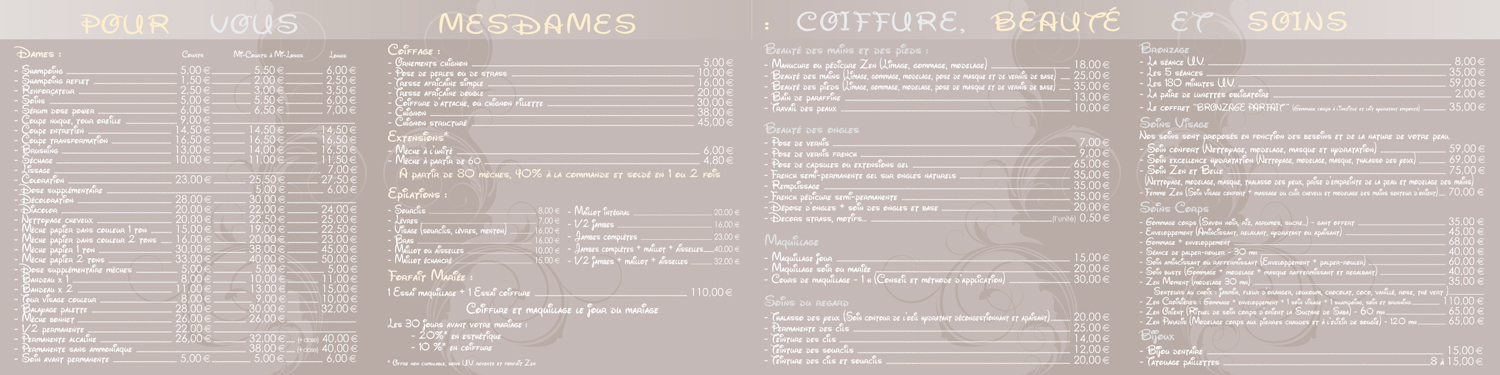 POUR VOUS MESDAMES : COIFFURE, BEAUTÉ ET SOINS
Dames : Courts Mi-Courts à Mi-Longs Longs
- Shampoing 5,00 € 5,50 € 6,00 €
- Shampoing reflet 1,50 € 2,00 € 2,50 €
- Renforçateur 2,50 € 3,00 € 3,50 €
- Soins 5,00 € 5,50 € 6,00 €
- Sérum dose power 6,00 € 6,50 € 7,00 €
- Coupe nuque, tour oreille 9,00 €
- Coupe entretien 14,50 € 14,50 € 14,50 €
- Coupe transformation 16,50 € 16,50 € 16,50 €
- Brushing 13,00 € 14,00 € 16,50 €
- Séchage 10,00 € 11,00 € 11,50 €
- Lissage 7,00 €
- Coloration 23,00 € 25,50 € 27,50 €
- Dose supplémentaire 5,00 € 6,00 €
- Décoloration 28,00 € 30,00 €
- Diacolor 20,00 € 22,00 € 24,00 €
- Nettoyage cheveux 20,00 € 22,50 € 25,00 €
- Mèche papier dans couleur 1 ton 15,00 € 19,00 € 22,50 €
- Mèche papier dans couleur 2 tons 16,00 € 20,00 € 23,00 €
- Mèche papier 1 ton 30,00 € 38,00 € 45,00 €
- Mèche papier 2 tons 33,00 € 40,00 € 50,00 €
- Dose supplémentaire mèches 5,00 € 5,00 € 5,00 €
- Bandeau x 1 8,00 € 10,00 € 11,00 €
- Bandeau x 2 11,00 € 13,00 € 15,00 €
- Tour visage couleur 8,00 € 9,00 € 10,00 €
- Balayage palette 28,00 € 30,00 € 32,00 €
- Mèche bonnet 26,00 € 26,00 €
- 1/2 permanente 22,00 €
- Permanente alcaline 26,00 € 32,00 € 40,00 €
- Permanente sans ammoniaque 38,00 € 40,00 €
- Soin avant permanente 5,00 € 5,00 € 6,00 €
Coiffage :
- Ornements chignon 5,00 €
- Pose de perles ou de strass 10,00 €
- Tresse africaine simple 16,00 €
- Tresse africaine double 20,00 €
- Coiffure d'attache, ou chignon fillette 30,00 €
- Chignon 38,00 €
- Chignon structuré 45,00 €
Extensions*
- Mèche à l'unité 6,00 €
- Mèche à partir de 60 4,80 €
À partir de 80 mèches, 40% à la commande et solde en 1 ou 2 fois
Épilations :
- Sourcils 8,00 €
- Lèvres 7,00 €
- Visage (sourcils, lèvres, menton) 16,00 €
- Bras 16,00 €
- Maillot ou aisselles 10,00 €
- Maillot échancré 15,00 €
- Maillot intégral 20,00 €
- 1/2 jambes 16,00 €
- Jambes complètes 23,00 €
- Jambes complètes + maillot + aisselles 40,00 €
- 1/2 jambes + maillot + aisselles 32,00 €
Forfait Mariée :
1 Essai maquillage + 1 Essai coiffure 110,00 €
Coiffure et maquillage le jour du mariage
Les 30 jours avant votre mariage :
- 20%* en esthétique
- 10 %* en coiffure
* Offre non cumulable, hors U.V. revente et forfait Zen
Beauté des mains et des pieds :
- Manucure ou pédicure Zen (Limage, gommage, modelage) 18,00 €
- Beauté des mains (Limage, gommage, modelage, pose de masque et de vernis de base) 25,00 €
- Beauté des pieds (Limage, gommage, modelage, pose de masque et de vernis de base) 35,00 €
- Bain de paraffine 13,00 €
- Travail des peaux 10,00 €
Beauté des ongles
- Pose de vernis 7,00 €
- Pose de vernis french 9,00 €
- Pose de capsules ou extensions gel 65,00 €
- French semi-permanente gel sur ongles naturels 35,00 €
- Remplissage 35,00 €
- French pédicure semi-permanente 35,00 €
- Dépose d'ongles + soin des ongles et base 20,00 €
- Décors strass, motifs... (l'unité) 0,50 €
Maquillage
- Maquillage jour 15,00 €
- Maquillage soir ou mariée 20,00 €
- Cours de maquillage - 1 h (Conseil et méthode d'application) 30,00 €
Soins du regard
- Thalasso des yeux (Soin contour de l'oeil hydratant décongestionnant et apaisant) 20,00 €
- Permanente des cils 25,00 €
- Teinture des cils 14,00 €
- Teinture des sourcils 12,00 €
- Teinture des cils et sourcils 20,00 €
Bronzage
- La séance U.V. 8,00 €
- Les 5 séances 35,00 €
- Les 180 minutes U.V. 59,00 €
- La paire de lunettes obligatoire 2,00 €
- Le coffret "BRONZAGE PARFAIT" 35,00 €
Soins Visage
Nos soins sont proposés en fonction des besoins et de la nature de votre peau.
- Soin confort (Nettoyage, modelage, masque et hydratation) 59,00 €
- Soin excellence hydratation (Nettoyage, modelage, masque, thalasso des yeux) 69,00 €
- Soin Zen et Belle 75,00 €
(Nettoyage, modelage, masque, thalasso des yeux, prise d'empreinte de la peau et modelage des mains)
- Femme Zen (Soin visage confort + massage du cuir chevelu et modelage des mains senteur d'orient) 70,00 €
Soins Corps
- Gommage corps (Savon noir, aïl, agrumes, sucre...) - gant offert 35,00 €
- Enveloppement (Amincissant, relaxant, hydratant ou apaisant) 45,00 €
- Gommage + enveloppement 68,00 €
- Séance de palper-rouler - 30 mn 40,00 €
- Soin amincissant ou raffermissant (Enveloppement + palper-rouler) 60,00 €
- Soin buste (Gommage + modelage + masque raffermissant et regalbant) 40,00 €
- Zen Moment (modelage 30 mn) 35,00 €
Senteurs au choix : jasmin, fleur d'oranger, loukoum, chocolat, coco, vanille, rose, thé vert
- Zen Croisières : Gommage + enveloppement + 1 soin visage + 1 shampoing, soin et brushing 110,00 €
- Zen Orient (Rituel de soin corps d'orient la Sultane de Saba) - 60 mn 65,00 €
- Zen Paradis (Modelage corps aux pierres chaudes et à l'élixir de beauté) - 120 mn 65,00 €
Bijoux
- Bijou dentaire 15,00 €
- Tatouage paillettes 8 à 15,00 €